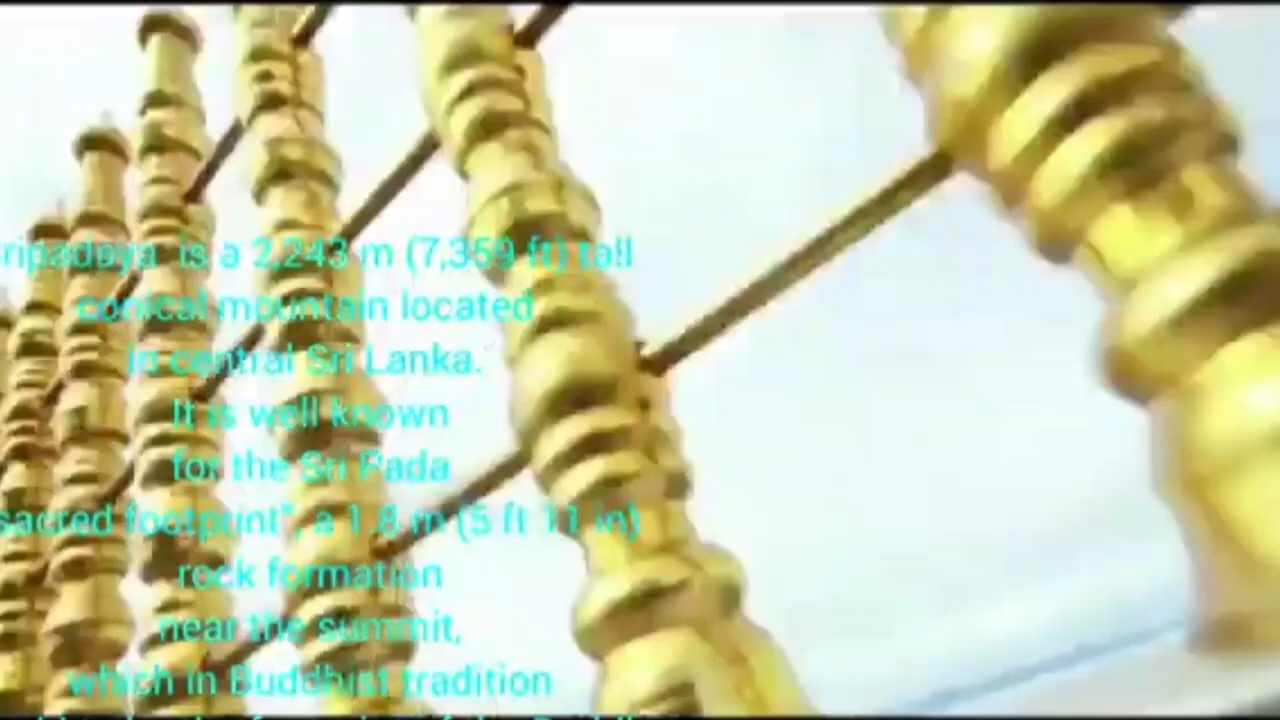 ripadaya is a 2,243 m (7,359 ft) tall
conical mountain located
in central Sri Lanka.
It is well known
for the Sri Pada
sacred footprint", a 1.8 m (5 ft 11 in)
rock formation
near the summit,
which in Buddhist tradition